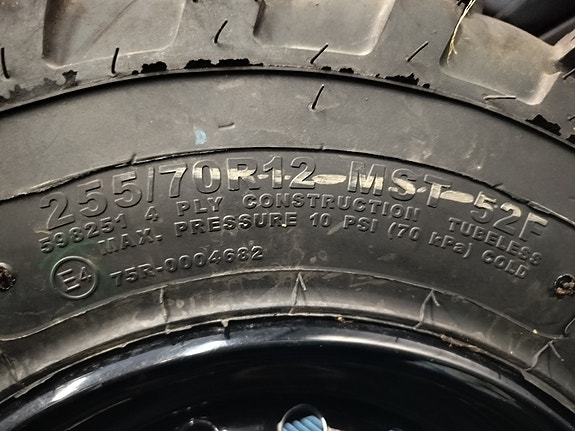 255/70R12 MST 52F
598251 4 PLY CONSTRUCTION TUBELESS
MAX. PRESSURE 10 PSI (70 kPa) COLD
E4 75R-0004682